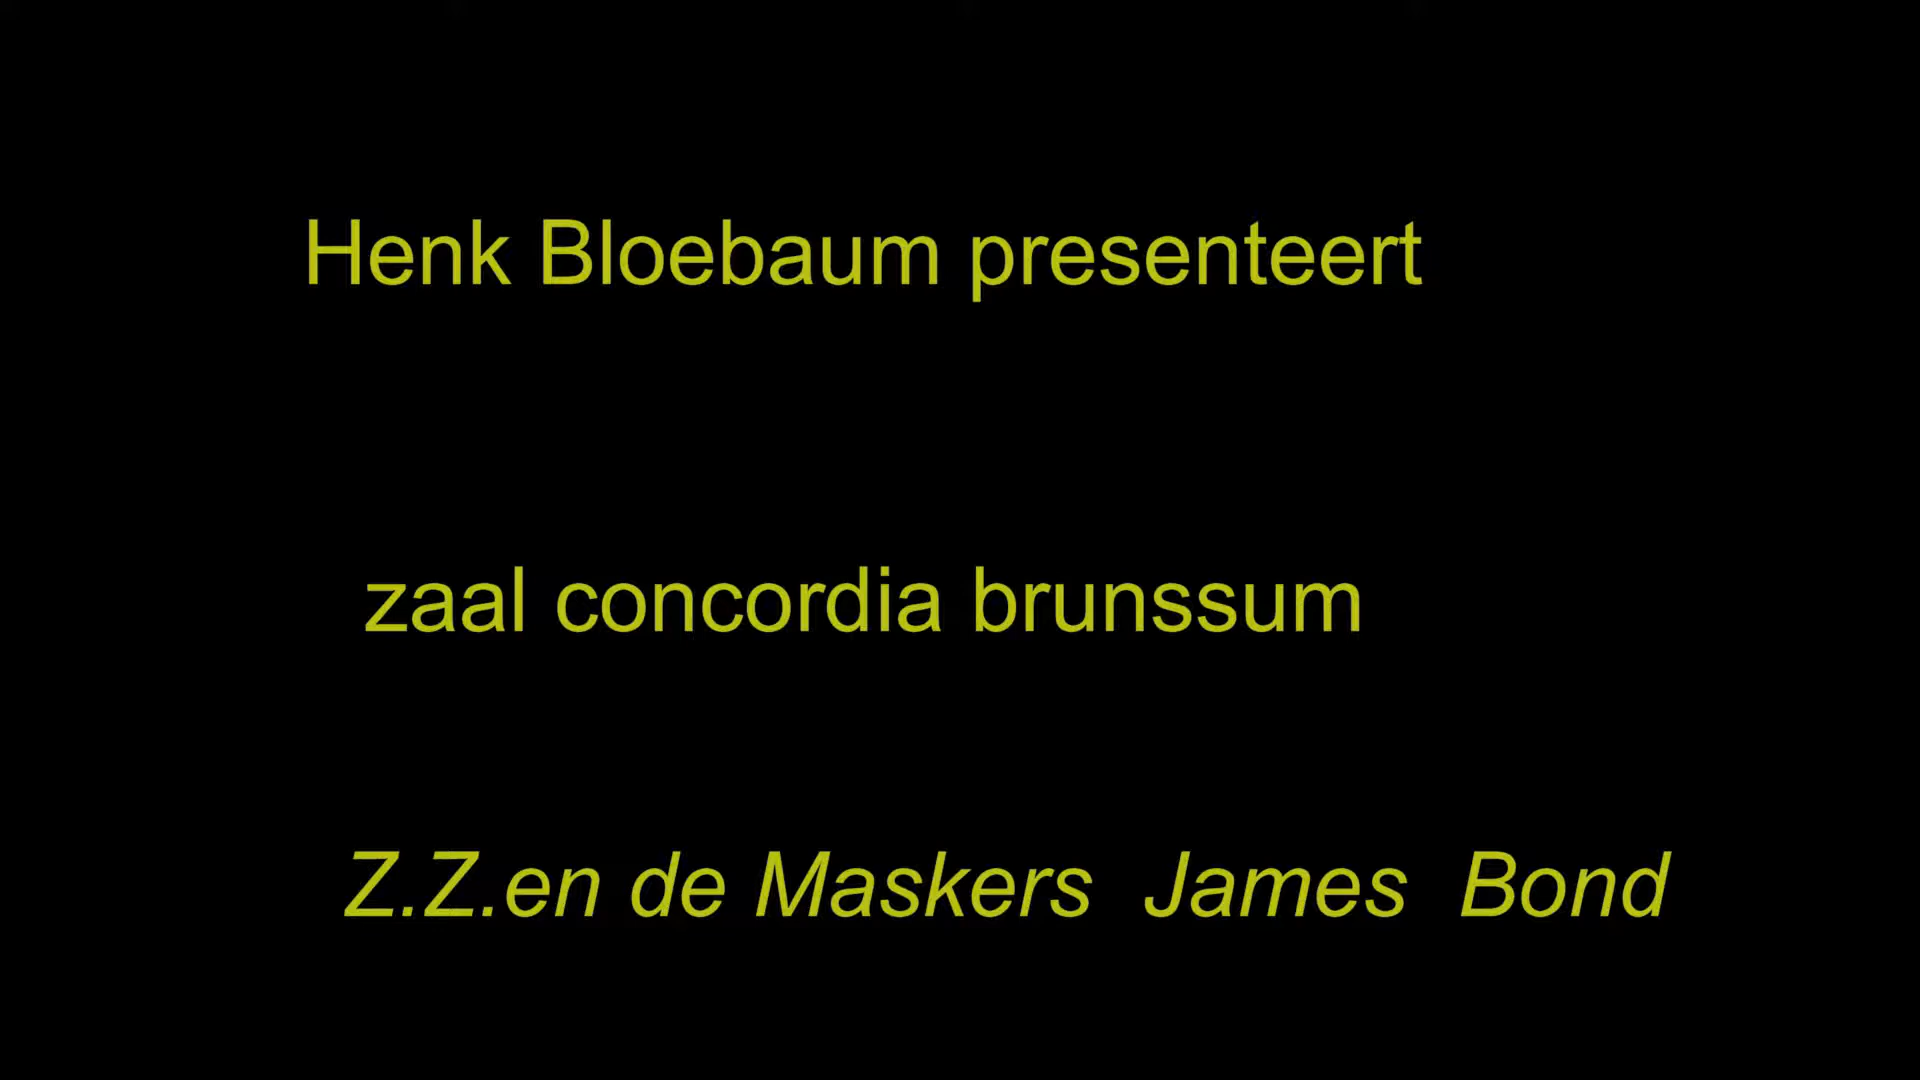 Henk Bloebaum presenteert
zaal concordia brunssum
Z.Z.en de Maskers James Bond